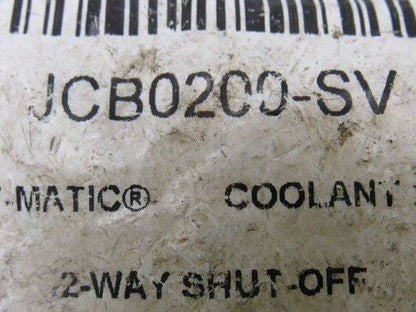 JCB0200-SV
-MATIC® COOLANT
2-WAY SHUT-OFF